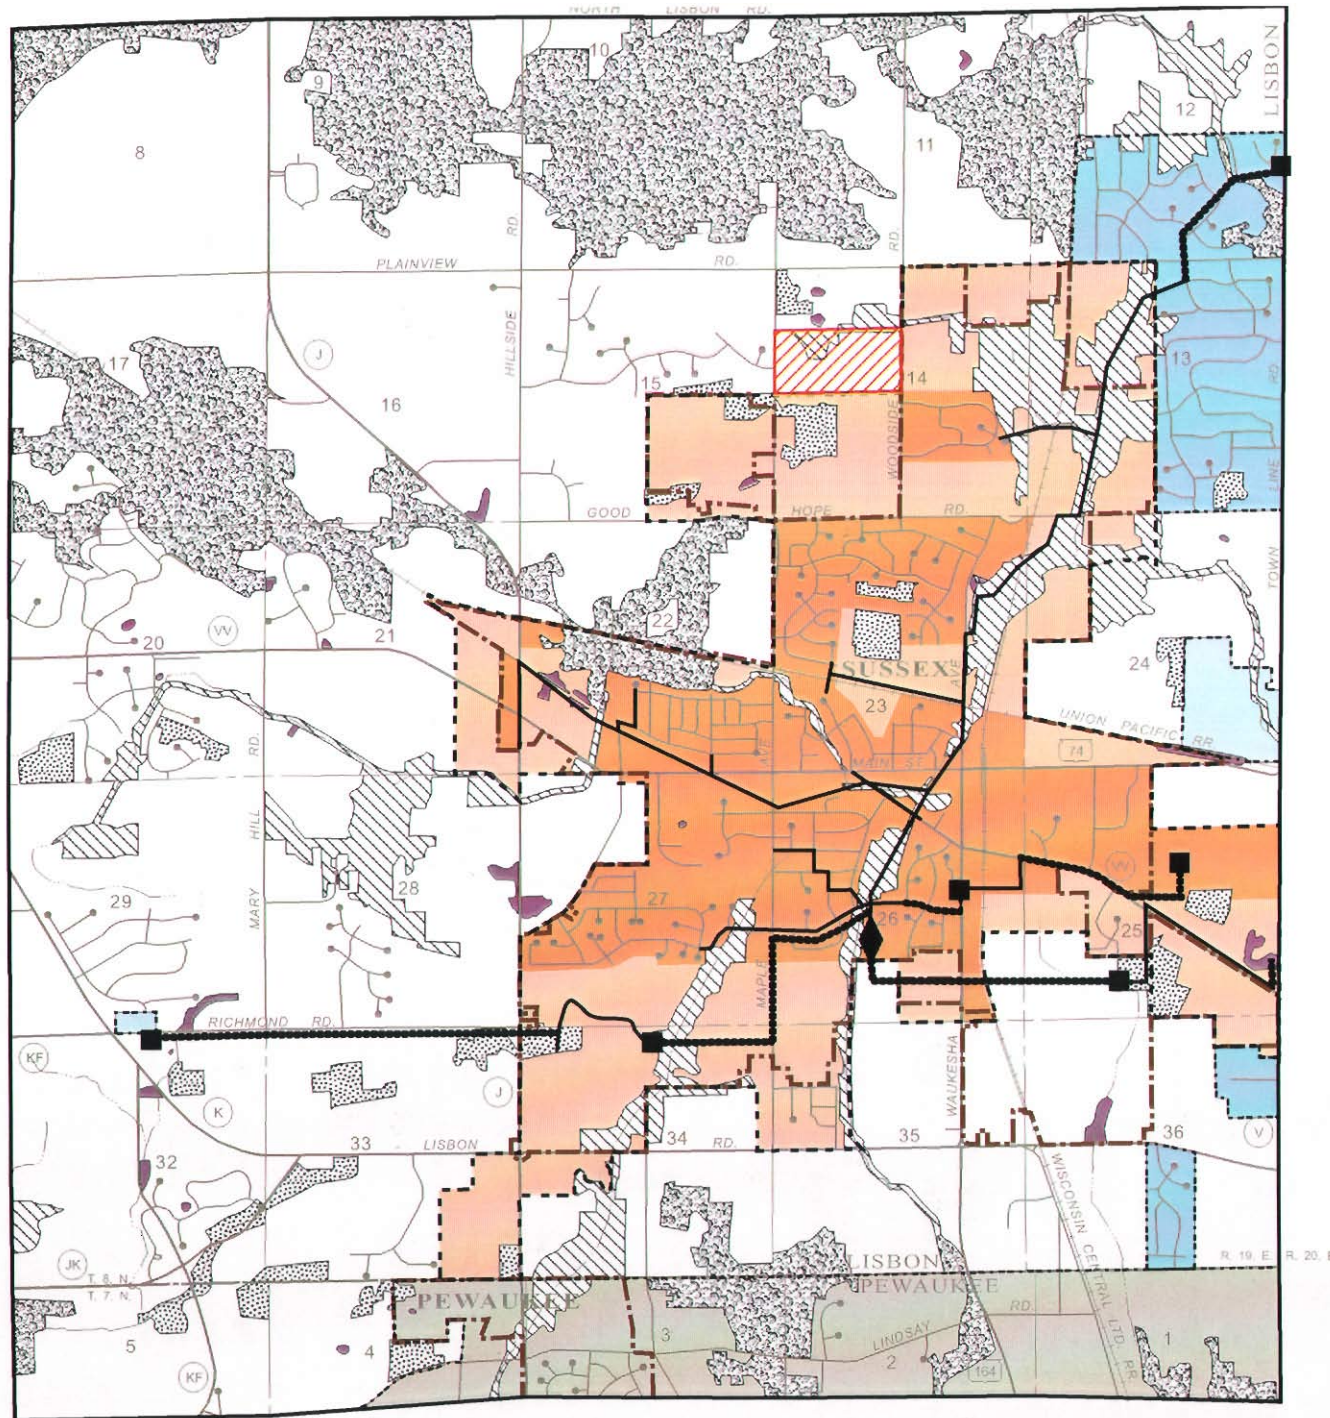 NORTH LISBON RD.
10
9
12
LISBON
8
11
RD.
RD.
PLAINVIEW RD.
HILLSIDE
17
J
13
15
14
16
RD
WOODSIDE
LINE
GOOD HOPE RD.
TOWN
22
20
VV
21
24
SUSSEX
AVE
23
UNION PACIFIC RR.
74
RD.
AVE
MAIN ST.
HILL
VV
28
29
27
MARY
26
25
MAPLE
RICHMOND RD.
KF
WAUKESHA
J
K
33
LISBON
34
RD.
35
36
V
32
WISCONSIN CENTRAL LTD. RR.
LISBON
R. 19. E.
R. 20. E
JK
T. 8. N.
T. 7. N.
PEWAUKEE
PEWAUKEE
RD.
LINDSAY
5
4
3
2
1
KF
164